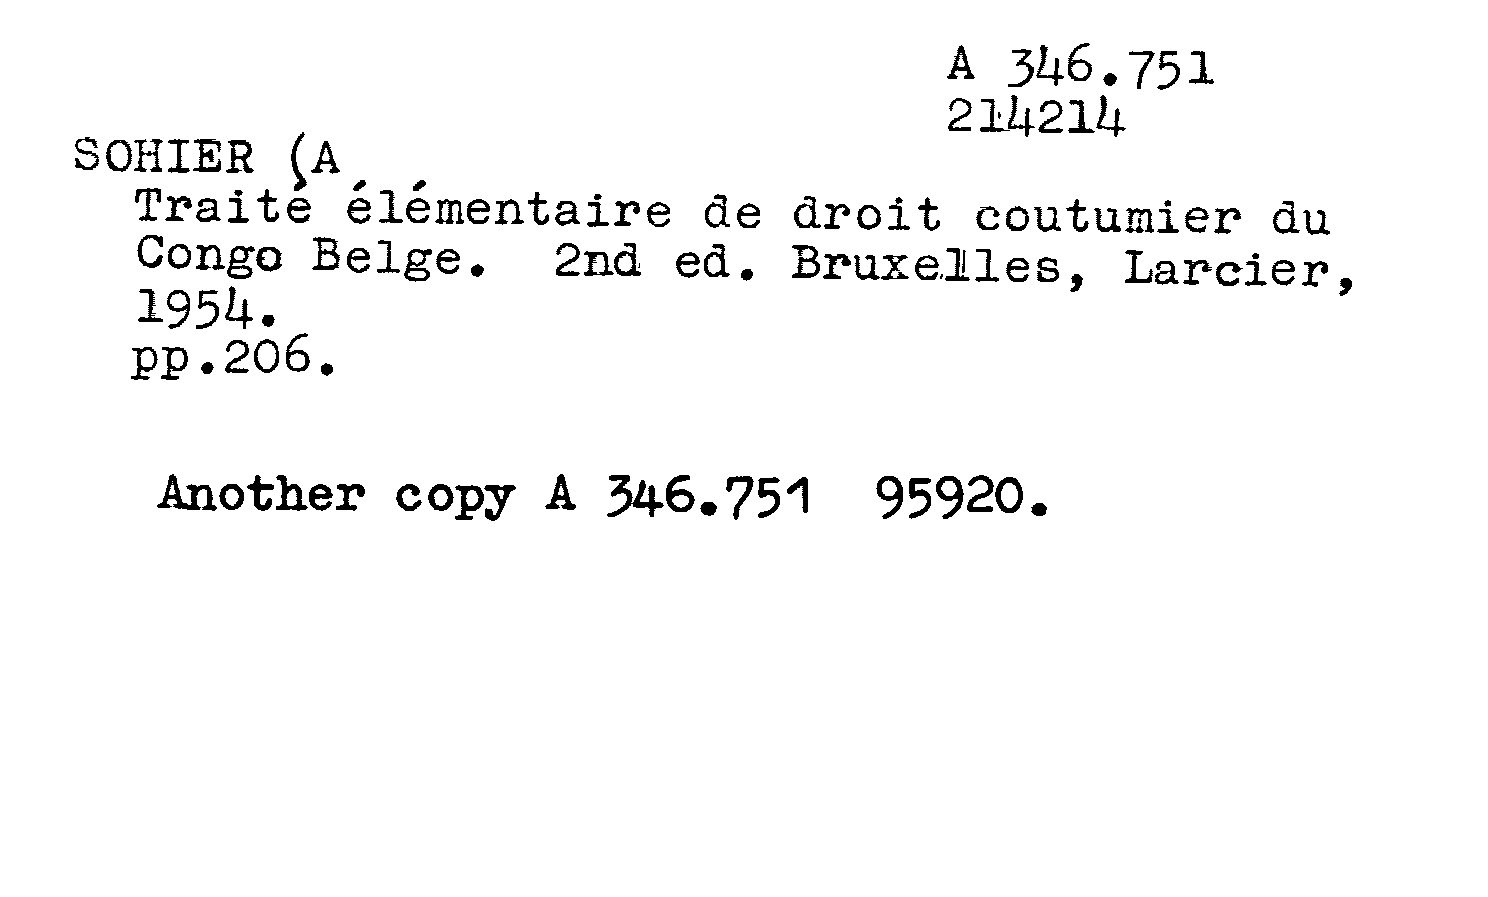 A 346.751
214214
SOHIER (A
Traité élémentaire de droit coutumier du
Congo Belge. 2nd ed. Bruxelles, Larcier,
1954.
pp.206.
Another copy A 346.751 95920.